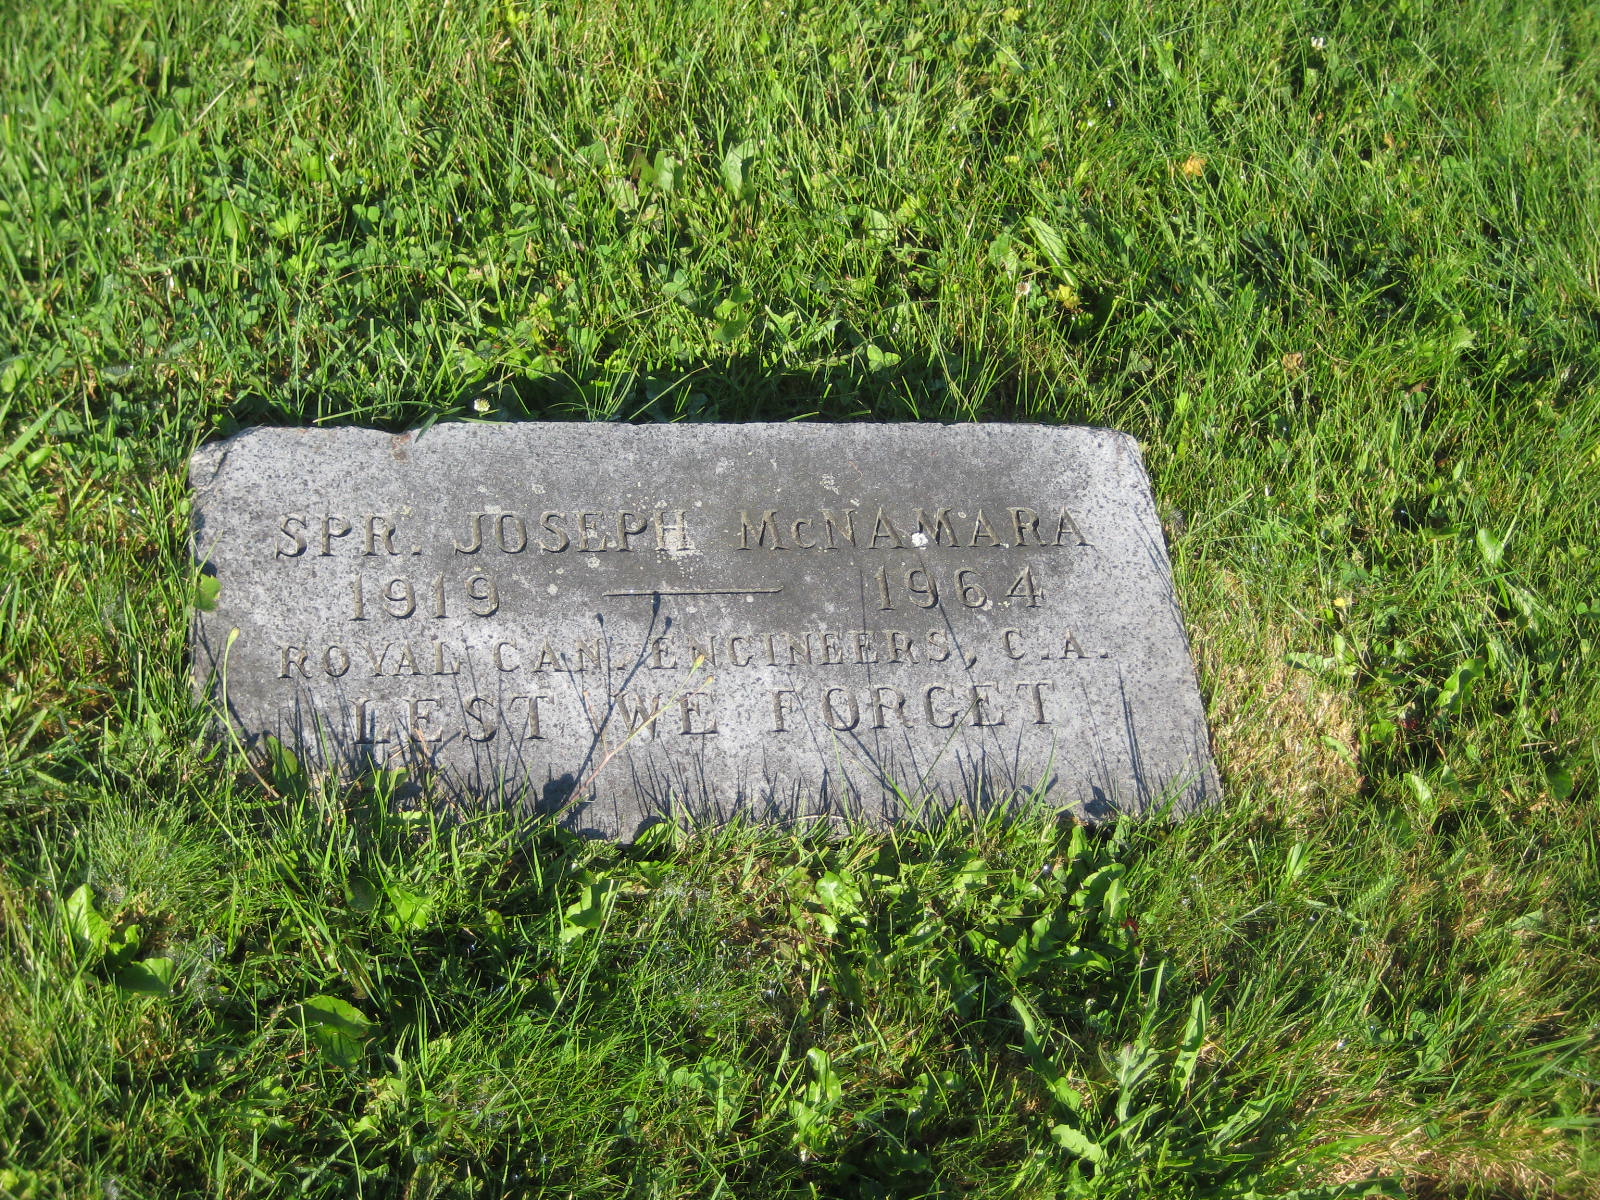 SPR. JOSEPH McNAMARA
1919 — 1964
ROYAL CAN. ENGINEERS, C.A.
LEST WE FORGET